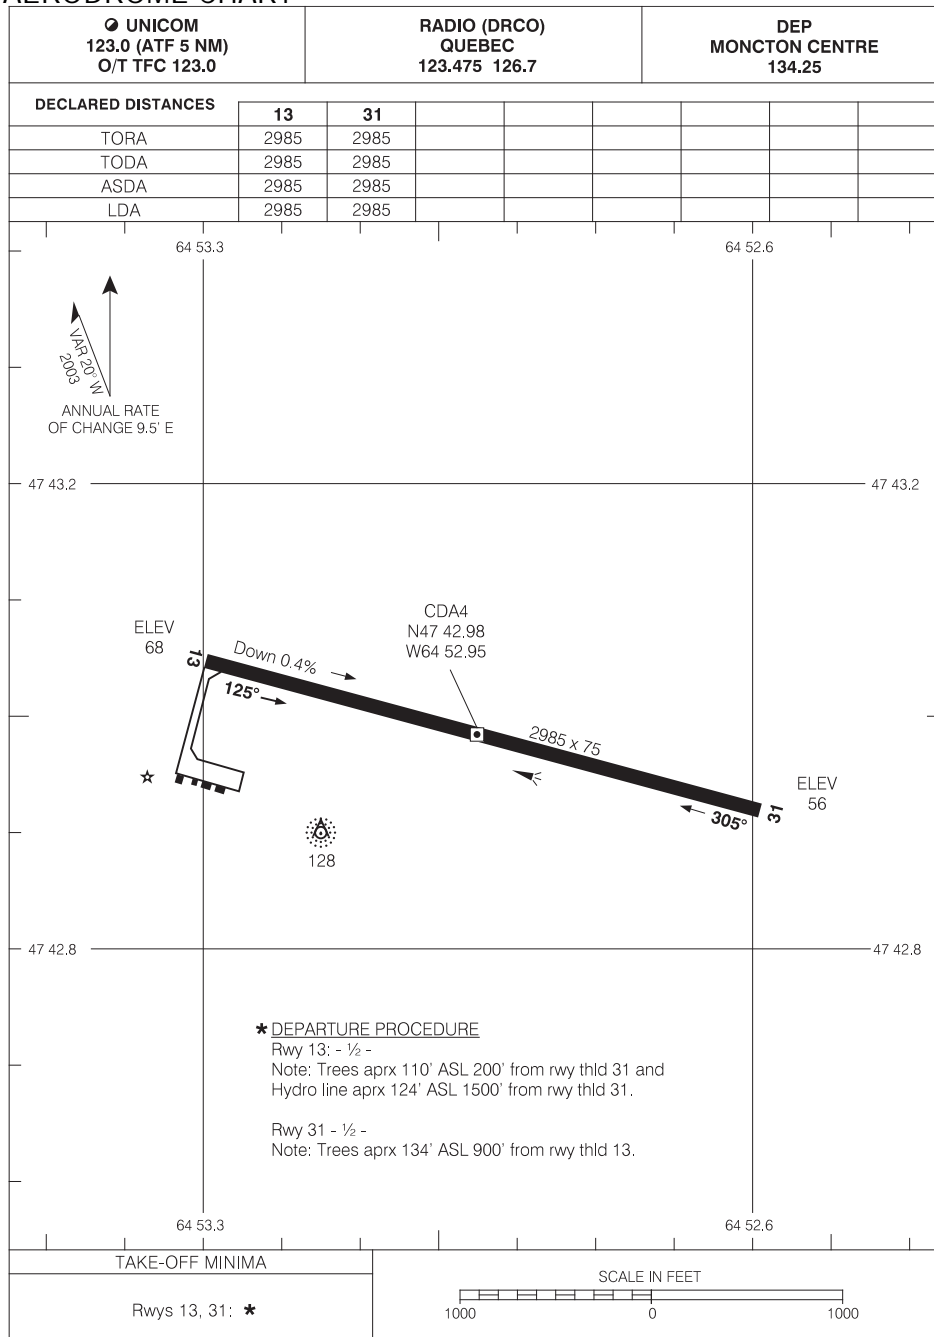 AERODROME CHART
UNICOM
123.0 (ATF 5 NM)
O/T TFC 123.0
RADIO (DRCO)
QUEBEC
123.475 126.7
DEP
MONCTON CENTRE
134.25
DECLARED DISTANCES 13 31
TORA 2985 2985
TODA 2985 2985
ASDA 2985 2985
LDA 2985 2985
64 53.3 64 52.6
VAR 20° W
2003
ANNUAL RATE
OF CHANGE 9.5' E
47 43.2 47 43.2
CDA4
N47 42.98
W64 52.95
ELEV
68
13
Down 0.4%
125°
2985 x 75
ELEV
56
31
305°
128
47 42.8 47 42.8
* DEPARTURE PROCEDURE
Rwy 13: - ½ -
Note: Trees aprx 110' ASL 200' from rwy thld 31 and
Hydro line aprx 124' ASL 1500' from rwy thld 31.
Rwy 31 - ½ -
Note: Trees aprx 134' ASL 900' from rwy thld 13.
64 53.3 64 52.6
TAKE-OFF MINIMA
Rwys 13, 31: *
SCALE IN FEET
1000 0 1000